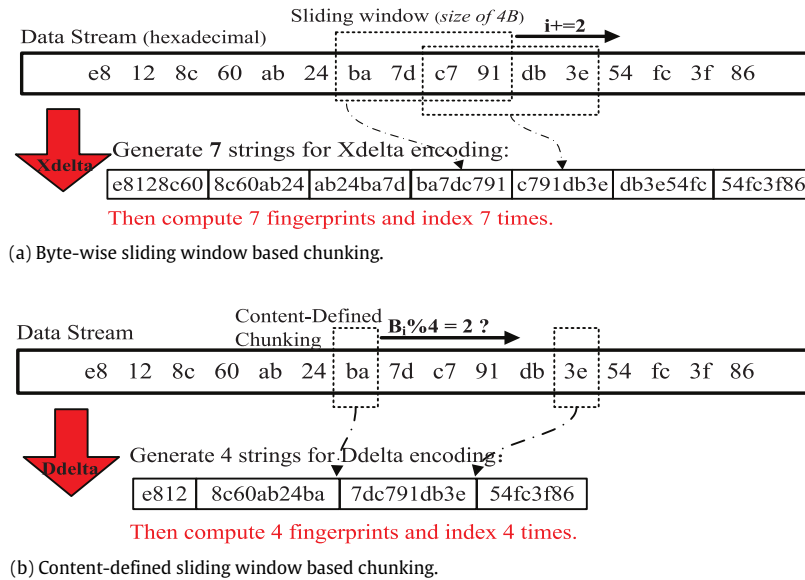 Sliding window (size of 4B)
i+=2
Data Stream (hexadecimal)
e8 12 8c 60 ab 24 ba 7d c7 91 db 3e 54 fc 3f 86
Xdelta
Generate 7 strings for Xdelta encoding:
e8128c60 8c60ab24 ab24ba7d ba7dc791 c791db3e db3e54fc 54fc3f86
Then compute 7 fingerprints and index 7 times.
(a) Byte-wise sliding window based chunking.
Content-Defined
Chunking
Bi%4 = 2 ?
Data Stream
e8 12 8c 60 ab 24 ba 7d c7 91 db 3e 54 fc 3f 86
Ddelta
Generate 4 strings for Ddelta encoding:
e812 8c60ab24ba 7dc791db3e 54fc3f86
Then compute 4 fingerprints and index 4 times.
(b) Content-defined sliding window based chunking.